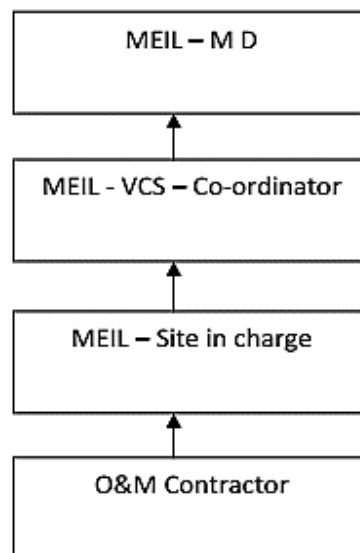 MEIL – M D
MEIL - VCS – Co-ordinator
MEIL – Site in charge
O&M Contractor